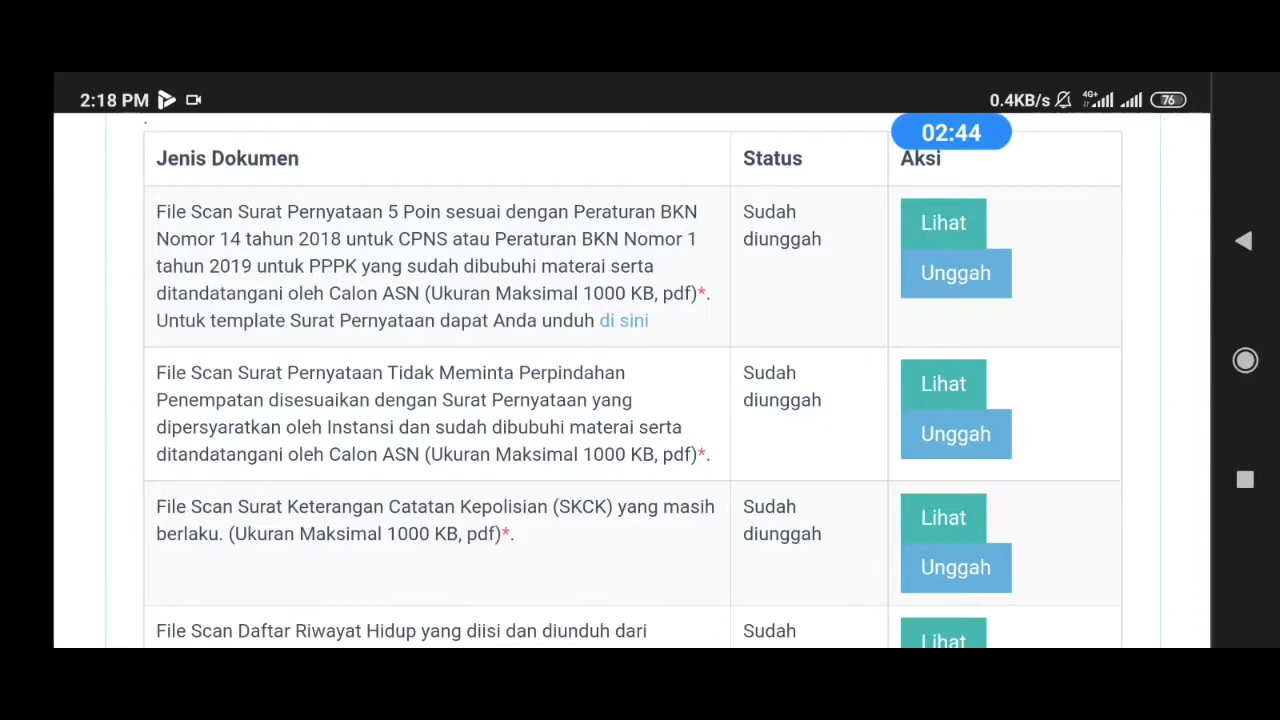 2:18 PM
0.4KB/s 4G+ 76
02:44
Jenis Dokumen Status Aksi
File Scan Surat Pernyataan 5 Poin sesuai dengan Peraturan BKN
Nomor 14 tahun 2018 untuk CPNS atau Peraturan BKN Nomor 1
tahun 2019 untuk PPPK yang sudah dibubuhi materai serta
ditandatangani oleh Calon ASN (Ukuran Maksimal 1000 KB, pdf)*.
Untuk template Surat Pernyataan dapat Anda unduh di sini
Sudah
diunggah
Lihat
Unggah
File Scan Surat Pernyataan Tidak Meminta Perpindahan
Penempatan disesuaikan dengan Surat Pernyataan yang
dipersyaratkan oleh Instansi dan sudah dibubuhi materai serta
ditandatangani oleh Calon ASN (Ukuran Maksimal 1000 KB, pdf)*.
Sudah
diunggah
Lihat
Unggah
File Scan Surat Keterangan Catatan Kepolisian (SKCK) yang masih
berlaku. (Ukuran Maksimal 1000 KB, pdf)*.
Sudah
diunggah
Lihat
Unggah
File Scan Daftar Riwayat Hidup yang diisi dan diunduh dari
Sudah
Lihat